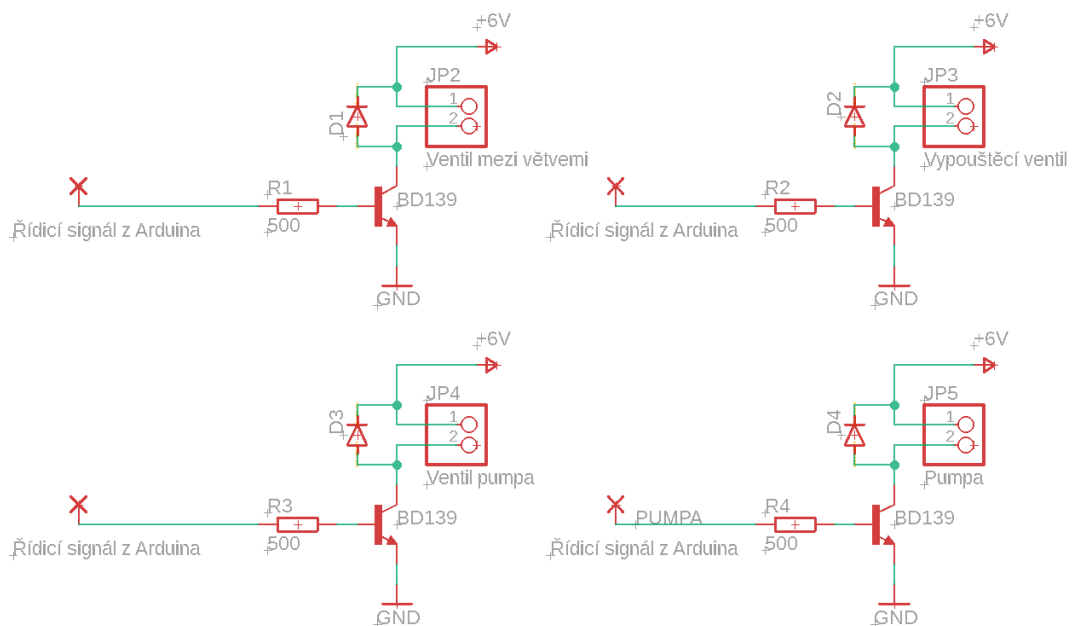 +6V
JP2
1
2
D1
Ventil mezi větvemi
R1
500
BD139
Řídicí signál z Arduina
GND
+6V
JP3
1
2
D2
Vypouštěcí ventil
R2
500
BD139
Řídicí signál z Arduina
GND
+6V
JP4
1
2
D3
Ventil pumpa
R3
500
BD139
Řídicí signál z Arduina
GND
+6V
JP5
1
2
D4
Pumpa
R4
PUMPA
500
BD139
Řídicí signál z Arduina
GND